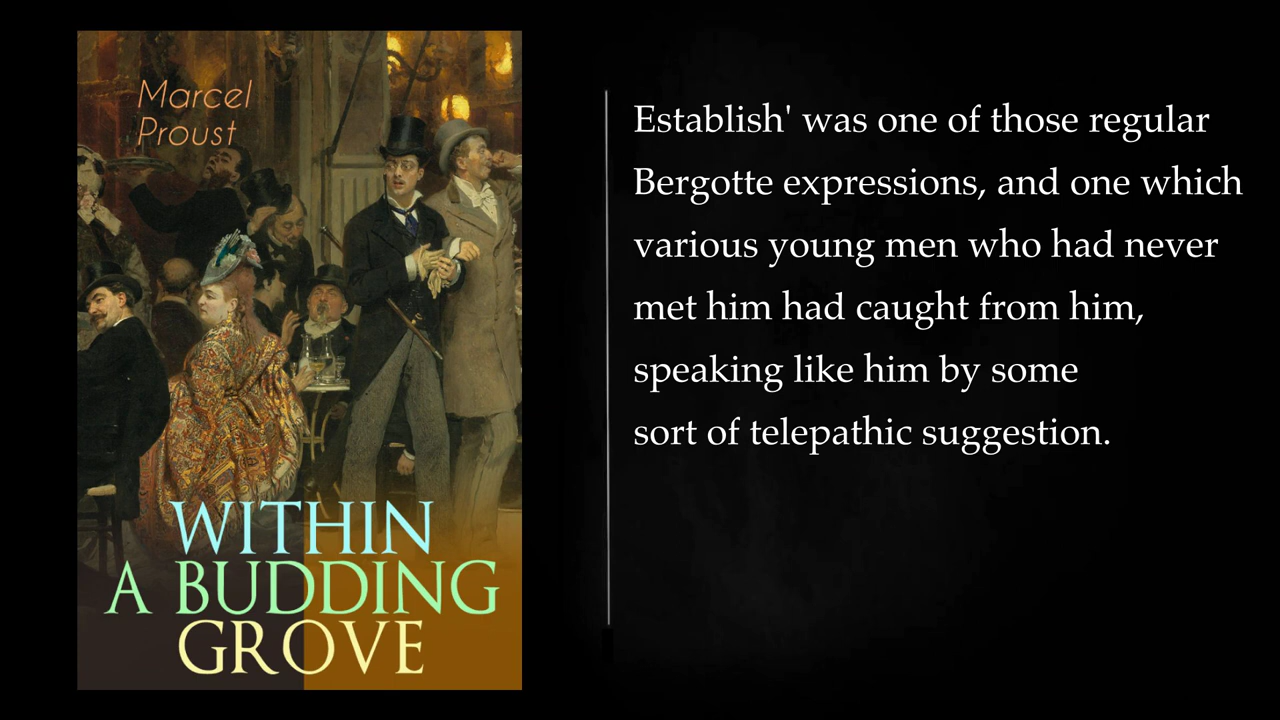 Marcel
Proust
WITHIN
A BUDDING
GROVE
Establish' was one of those regular
Bergotte expressions, and one which
various young men who had never
met him had caught from him,
speaking like him by some
sort of telepathic suggestion.